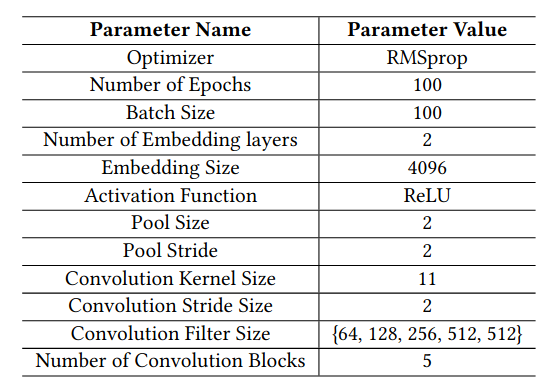 Parameter Name Parameter Value
Optimizer RMSprop
Number of Epochs 100
Batch Size 100
Number of Embedding layers 2
Embedding Size 4096
Activation Function ReLU
Pool Size 2
Pool Stride 2
Convolution Kernel Size 11
Convolution Stride Size 2
Convolution Filter Size {64, 128, 256, 512, 512}
Number of Convolution Blocks 5